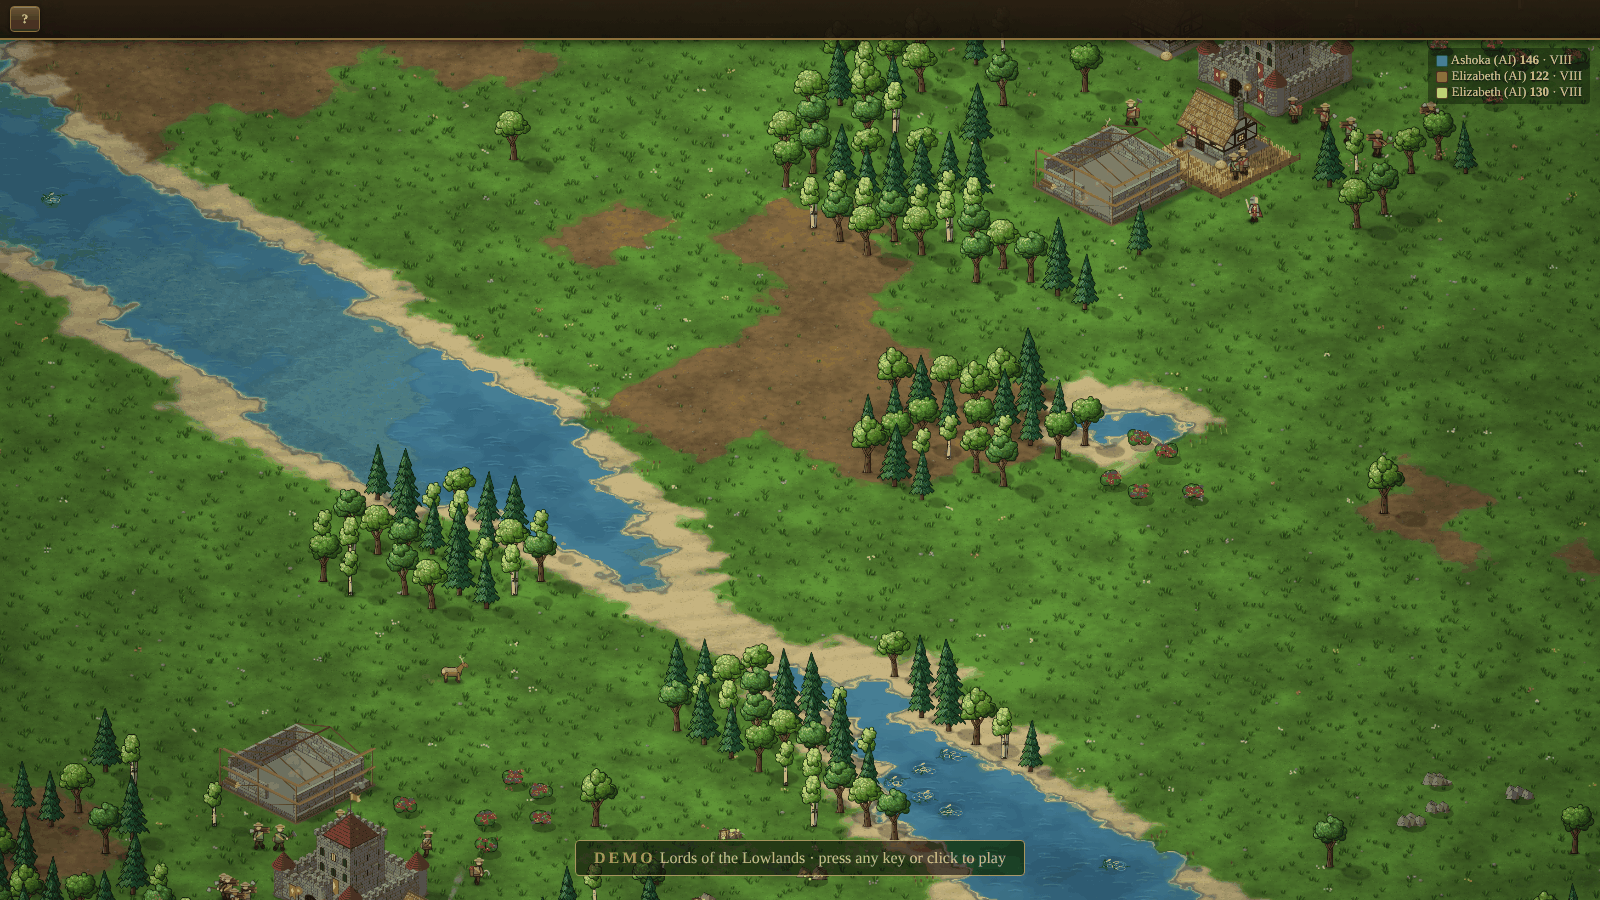 ?
Ashoka (AI) 146 · VIII
Elizabeth (AI) 122 · VIII
Elizabeth (AI) 130 · VIII
DEMO Lords of the Lowlands · press any key or click to play